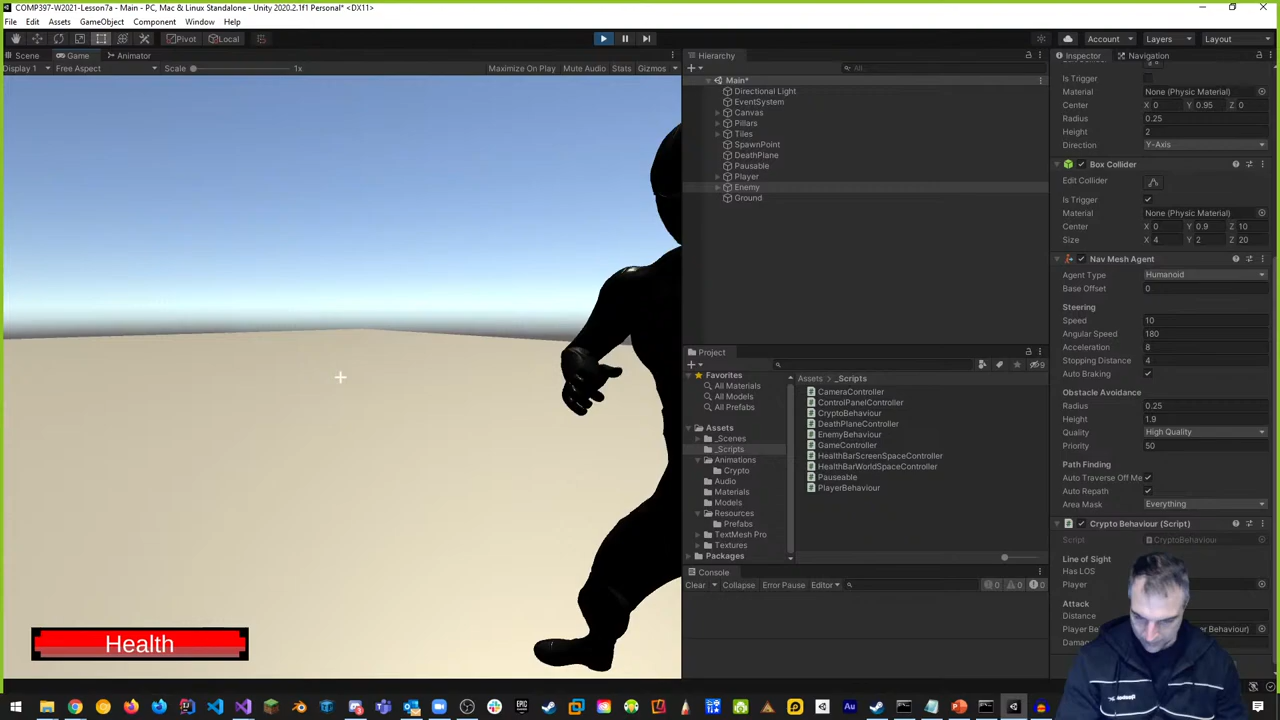 COMP397-W2021-Lesson7a - Main - PC, Mac & Linux Standalone - Unity 2020.2.1f1 Personal* <DX11>
File Edit Assets GameObject Component Window Help
Pivot Local Account Layers Layout
Scene Game Animator
Display 1 Free Aspect Scale 1x Maximize On Play Mute Audio Stats Gizmos
Health
Hierarchy
All
Main*
Directional Light
EventSystem
Canvas
Pillars
Tiles
SpawnPoint
DeathPlane
Pausable
Player
Enemy
Ground
Project
9
Favorites
All Materials
All Models
All Prefabs
Assets
_Scenes
_Scripts
Animations
Crypto
Audio
Materials
Models
Resources
Prefabs
TextMesh Pro
Textures
Packages
Assets > _Scripts
CameraController
ControlPanelController
CryptoBehaviour
DeathPlaneController
EnemyBehaviour
GameController
HealthBarScreenSpaceController
HealthBarWorldSpaceController
Pauseable
PlayerBehaviour
Console
Clear Collapse Error Pause Editor 0 0 0
Inspector Navigation
Is Trigger
Material None (Physic Material)
Center X 0 Y 0.95 Z 0
Radius 0.25
Height 2
Direction Y-Axis
Box Collider
Edit Collider
Is Trigger
Material None (Physic Material)
Center X 0 Y 0.9 Z 10
Size X 4 Y 2 Z 20
Nav Mesh Agent
Agent Type Humanoid
Base Offset 0
Steering
Speed 10
Angular Speed 180
Acceleration 8
Stopping Distance 4
Auto Braking
Obstacle Avoidance
Radius 0.25
Height 1.9
Quality High Quality
Priority 50
Path Finding
Auto Traverse Off Me
Auto Repath
Area Mask Everything
Crypto Behaviour (Script)
Script CryptoBehaviour
Line of Sight
Has LOS
Player
Attack
Distance
Player Be Behaviour)
Damag